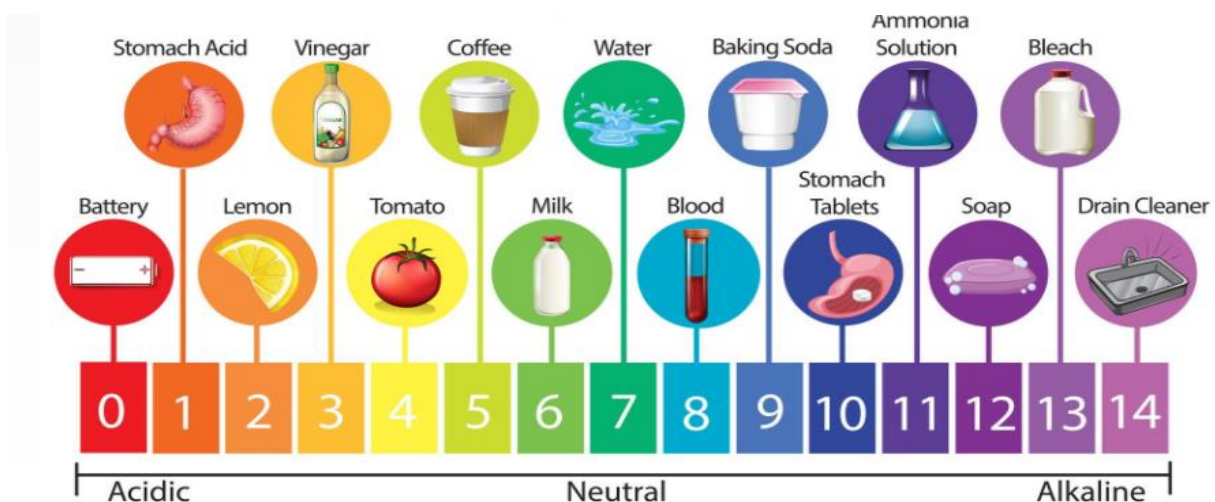 Stomach Acid
Vinegar
Coffee
Water
Baking Soda
Ammonia
Solution
Bleach
Battery
Lemon
Tomato
Milk
Blood
Stomach
Tablets
Soap
Drain Cleaner
0 1 2 3 4 5 6 7 8 9 10 11 12 13 14
Acidic Neutral Alkaline